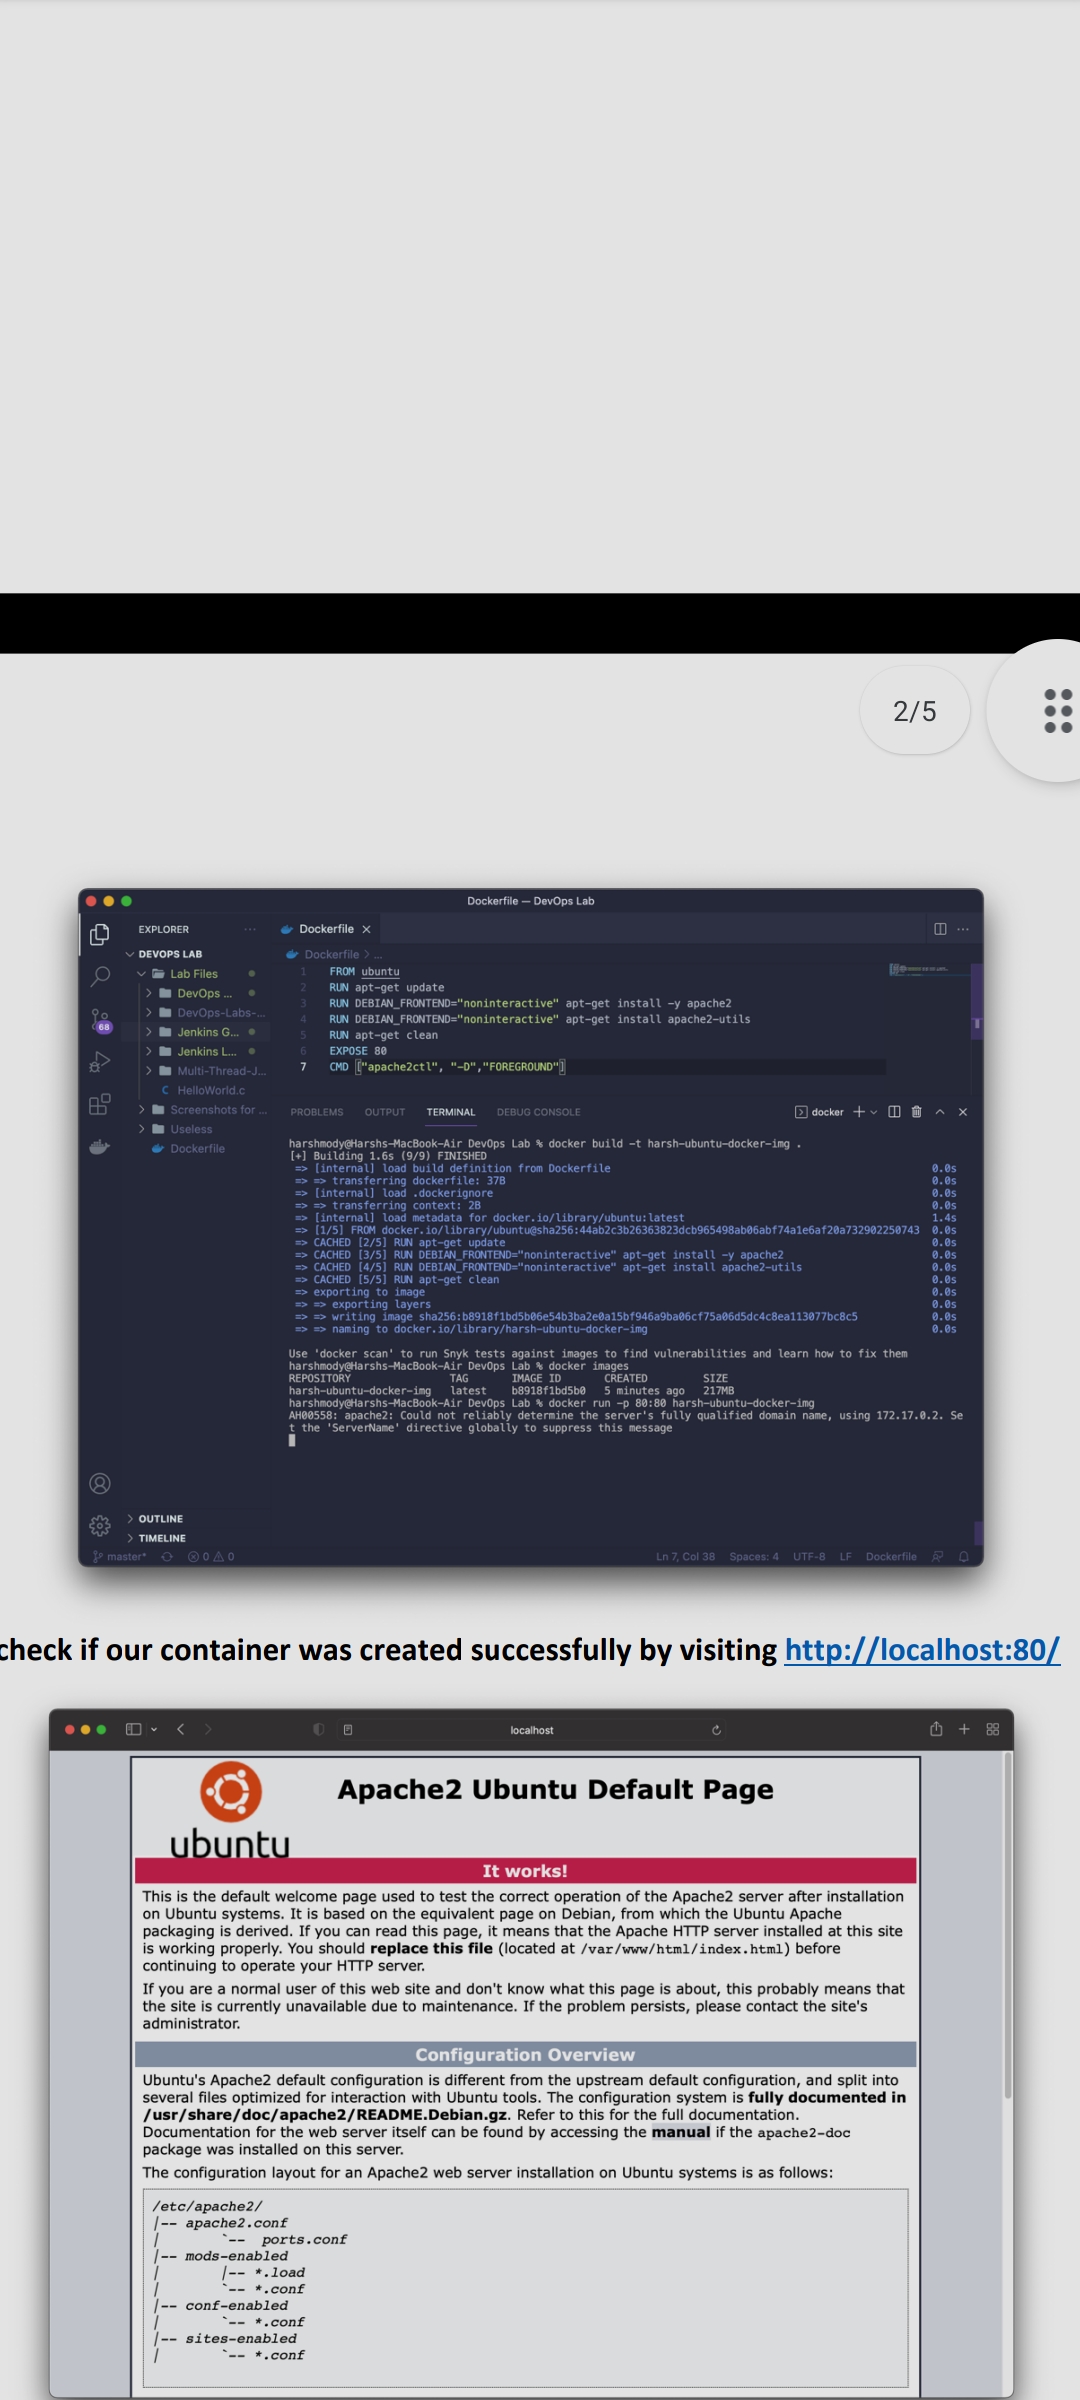 2/5
Dockerfile — DevOps Lab
EXPLORER
Dockerfile
DEVOPS LAB
Dockerfile > ...
Lab Files
DevOps ...
DevOps-Labs-...
Jenkins G...
Jenkins L...
Multi-Thread-J...
C HelloWorld.c
Screenshots for ...
Useless
Dockerfile
68
1 FROM ubuntu
2 RUN apt-get update
3 RUN DEBIAN_FRONTEND="noninteractive" apt-get install -y apache2
4 RUN DEBIAN_FRONTEND="noninteractive" apt-get install apache2-utils
5 RUN apt-get clean
6 EXPOSE 80
7 CMD ["apache2ctl", "-D","FOREGROUND"]
PROBLEMS OUTPUT TERMINAL DEBUG CONSOLE docker
harshmody@Harshs-MacBook-Air DevOps Lab % docker build -t harsh-ubuntu-docker-img .
[+] Building 1.6s (9/9) FINISHED
=> [internal] load build definition from Dockerfile 0.0s
=> => transferring dockerfile: 37B 0.0s
=> [internal] load .dockerignore 0.0s
=> => transferring context: 2B 0.0s
=> [internal] load metadata for docker.io/library/ubuntu:latest 1.4s
=> [1/5] FROM docker.io/library/ubuntu@sha256:44ab2c3b26363823dcb965498ab06abf74a1e6af20a732902250743 0.0s
=> CACHED [2/5] RUN apt-get update 0.0s
=> CACHED [3/5] RUN DEBIAN_FRONTEND="noninteractive" apt-get install -y apache2 0.0s
=> CACHED [4/5] RUN DEBIAN_FRONTEND="noninteractive" apt-get install apache2-utils 0.0s
=> CACHED [5/5] RUN apt-get clean 0.0s
=> exporting to image 0.0s
=> => exporting layers 0.0s
=> => writing image sha256:b8918f1bd5b06e54b3ba2e0a15bf946a9ba06cf75a06d5dc4c8ea113077bc8c5 0.0s
=> => naming to docker.io/library/harsh-ubuntu-docker-img 0.0s
Use 'docker scan' to run Snyk tests against images to find vulnerabilities and learn how to fix them
harshmody@Harshs-MacBook-Air DevOps Lab % docker images
REPOSITORY TAG IMAGE ID CREATED SIZE
harsh-ubuntu-docker-img latest b8918f1bd5b0 5 minutes ago 217MB
harshmody@Harshs-MacBook-Air DevOps Lab % docker run -p 80:80 harsh-ubuntu-docker-img
AH00558: apache2: Could not reliably determine the server's fully qualified domain name, using 172.17.0.2. Se
t the 'ServerName' directive globally to suppress this message
OUTLINE
TIMELINE
master* 0 0 Ln 7, Col 38 Spaces: 4 UTF-8 LF Dockerfile
check if our container was created successfully by visiting http://localhost:80/
localhost
ubuntu
Apache2 Ubuntu Default Page
It works!
This is the default welcome page used to test the correct operation of the Apache2 server after installation
on Ubuntu systems. It is based on the equivalent page on Debian, from which the Ubuntu Apache
packaging is derived. If you can read this page, it means that the Apache HTTP server installed at this site
is working properly. You should replace this file (located at /var/www/html/index.html) before
continuing to operate your HTTP server.
If you are a normal user of this web site and don't know what this page is about, this probably means that
the site is currently unavailable due to maintenance. If the problem persists, please contact the site's
administrator.
Configuration Overview
Ubuntu's Apache2 default configuration is different from the upstream default configuration, and split into
several files optimized for interaction with Ubuntu tools. The configuration system is fully documented in
/usr/share/doc/apache2/README.Debian.gz. Refer to this for the full documentation.
Documentation for the web server itself can be found by accessing the manual if the apache2-doc
package was installed on this server.
The configuration layout for an Apache2 web server installation on Ubuntu systems is as follows:
/etc/apache2/
|-- apache2.conf
| `-- ports.conf
|-- mods-enabled
| |-- *.load
| `-- *.conf
|-- conf-enabled
| `-- *.conf
|-- sites-enabled
| `-- *.conf